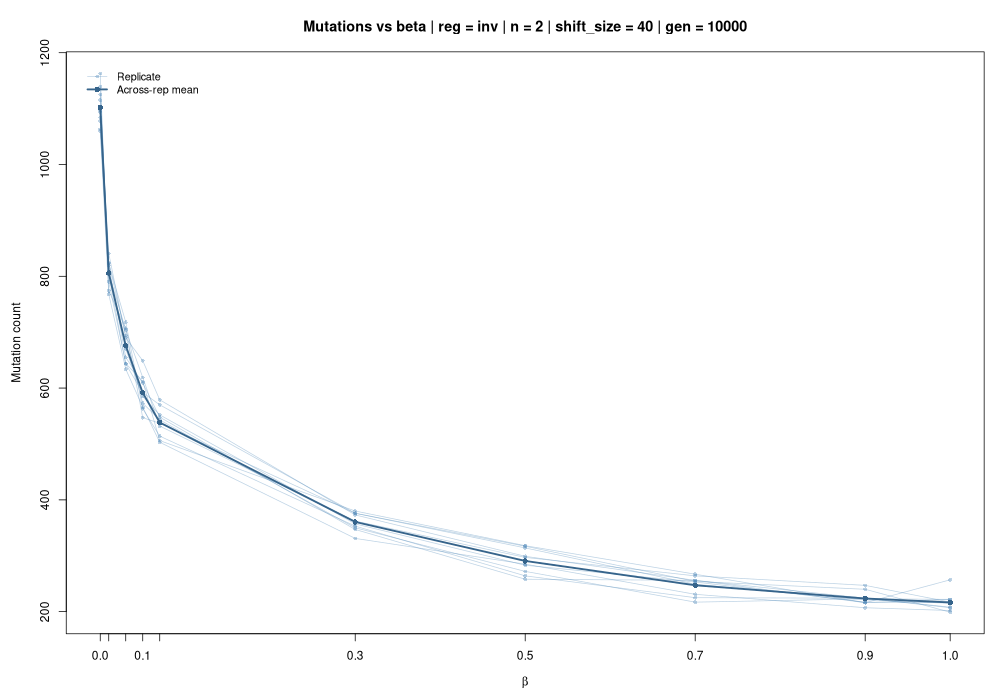 Mutations vs beta | reg = inv | n = 2 | shift_size = 40 | gen = 10000
Replicate
Across-rep mean
Mutation count
1200
1000
800
600
400
200
0.0 0.1 0.3 0.5 0.7 0.9 1.0
β